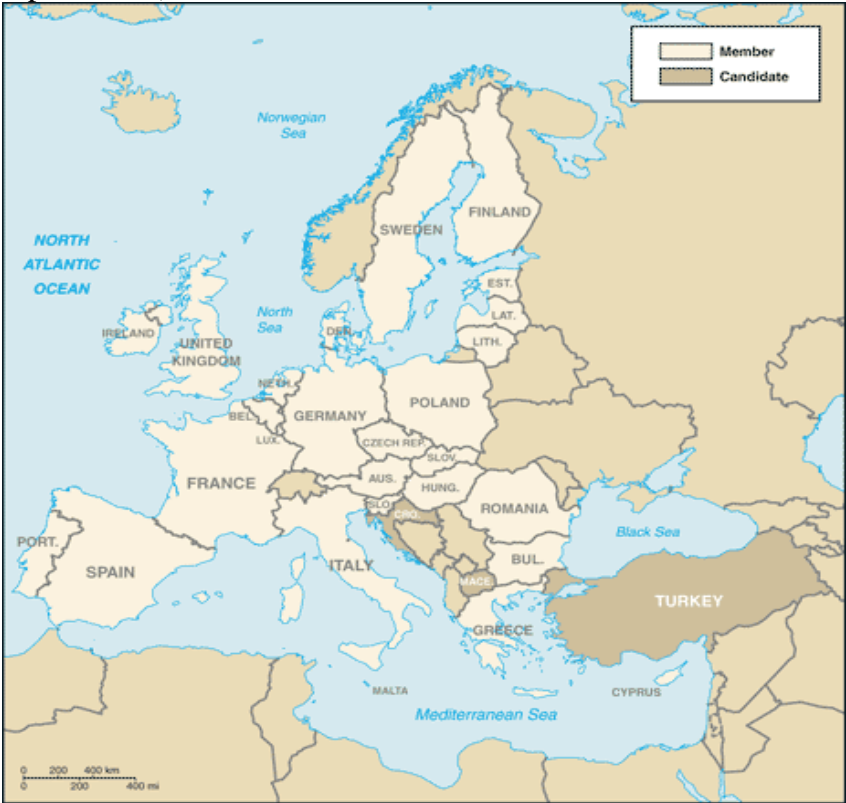 Member
Candidate
Norwegian
Sea
FINLAND
SWEDEN
NORTH
ATLANTIC
OCEAN
EST.
North
Sea
LAT.
IRELAND
DEN.
UNITED
KINGDOM
LITH.
NETH.
POLAND
BEL.
GERMANY
LUX.
CZECH REP.
SLOV.
FRANCE
AUS.
HUNG.
SLO.
CRO.
ROMANIA
Black Sea
PORT.
SPAIN
ITALY
BUL.
MACE.
TURKEY
GREECE
MALTA
CYPRUS
Mediterranean Sea
0 200 400 km
0 200 400 mi